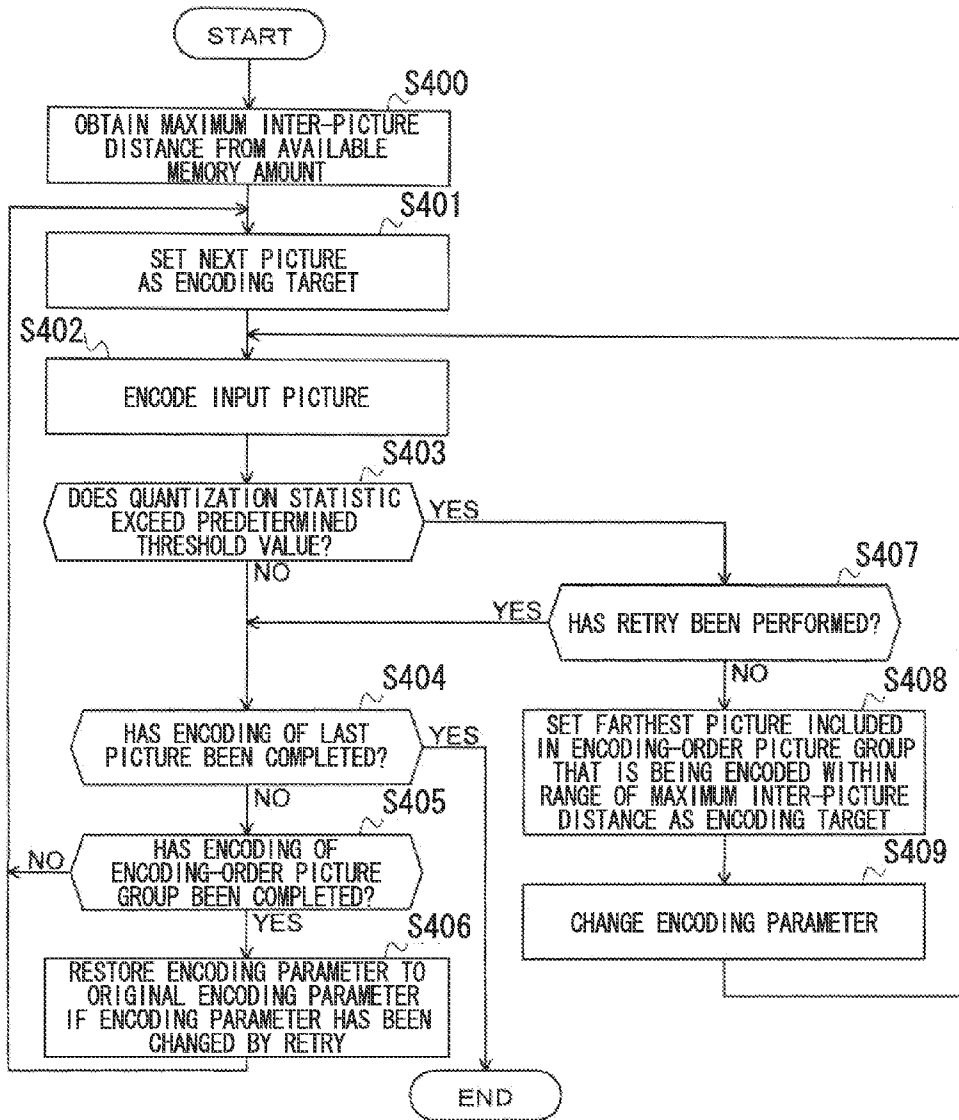 START
S400
OBTAIN MAXIMUM INTER-PICTURE
DISTANCE FROM AVAILABLE
MEMORY AMOUNT
S401
SET NEXT PICTURE
AS ENCODING TARGET
S402
ENCODE INPUT PICTURE
S403
DOES QUANTIZATION STATISTIC
EXCEED PREDETERMINED
THRESHOLD VALUE?
YES
NO
S407
HAS RETRY BEEN PERFORMED?
YES
NO
S404
HAS ENCODING OF LAST
PICTURE BEEN COMPLETED?
YES
NO
S408
SET FARTHEST PICTURE INCLUDED
IN ENCODING-ORDER PICTURE GROUP
THAT IS BEING ENCODED WITHIN
RANGE OF MAXIMUM INTER-PICTURE
DISTANCE AS ENCODING TARGET
S405
HAS ENCODING OF
ENCODING-ORDER PICTURE
GROUP BEEN COMPLETED?
NO
YES
S409
CHANGE ENCODING PARAMETER
S406
RESTORE ENCODING PARAMETER TO
ORIGINAL ENCODING PARAMETER
IF ENCODING PARAMETER HAS BEEN
CHANGED BY RETRY
END